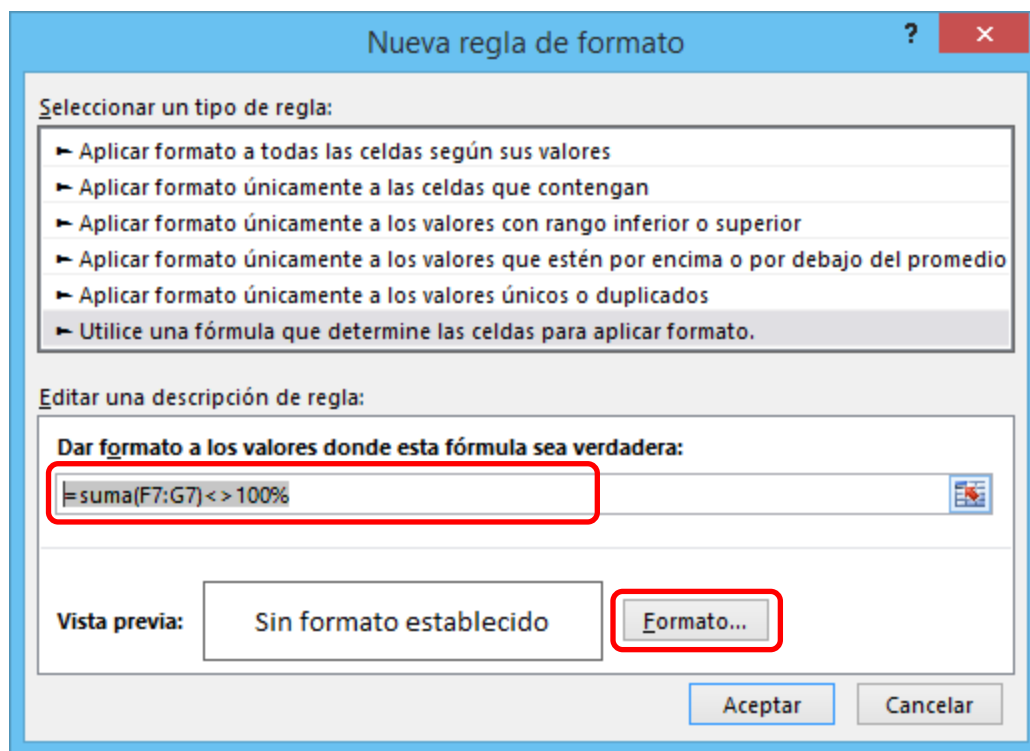 Nueva regla de formato
?
×
Seleccionar un tipo de regla:
► Aplicar formato a todas las celdas según sus valores
► Aplicar formato únicamente a las celdas que contengan
► Aplicar formato únicamente a los valores con rango inferior o superior
► Aplicar formato únicamente a los valores que estén por encima o por debajo del promedio
► Aplicar formato únicamente a los valores únicos o duplicados
► Utilice una fórmula que determine las celdas para aplicar formato.
Editar una descripción de regla:
Dar formato a los valores donde esta fórmula sea verdadera:
=suma(F7:G7)<>100%
Vista previa:
Sin formato establecido
Formato...
Aceptar
Cancelar